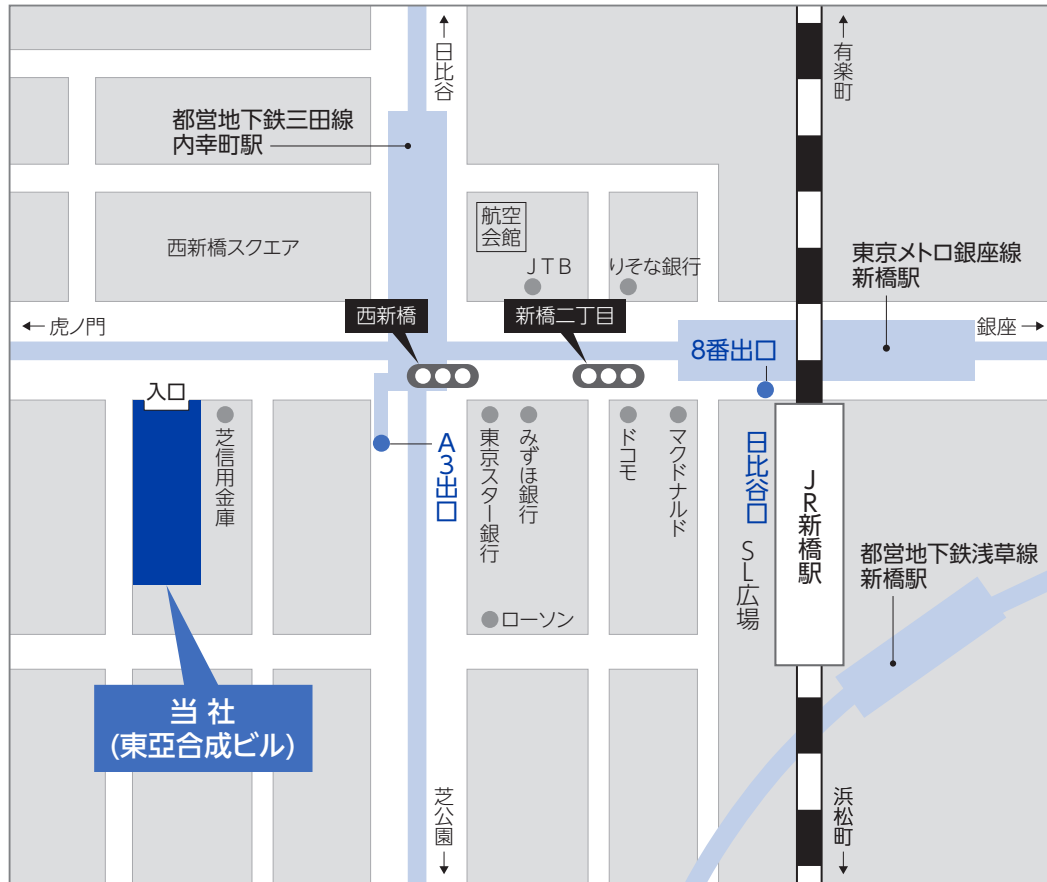 ↑
日比谷
↑
有楽町
都営地下鉄三田線
内幸町駅
航空
会館
西新橋スクエア
JTB
りそな銀行
東京メトロ銀座線
新橋駅
← 虎ノ門
西新橋
新橋二丁目
銀座 →
8番出口
入口
芝信用金庫
A3出口
東京スター銀行
みずほ銀行
ドコモ
マクドナルド
日比谷口
SL広場
JR新橋駅
都営地下鉄浅草線
新橋駅
ローソン
当 社
(東亞合成ビル)
芝公園
↓
浜松町
↓